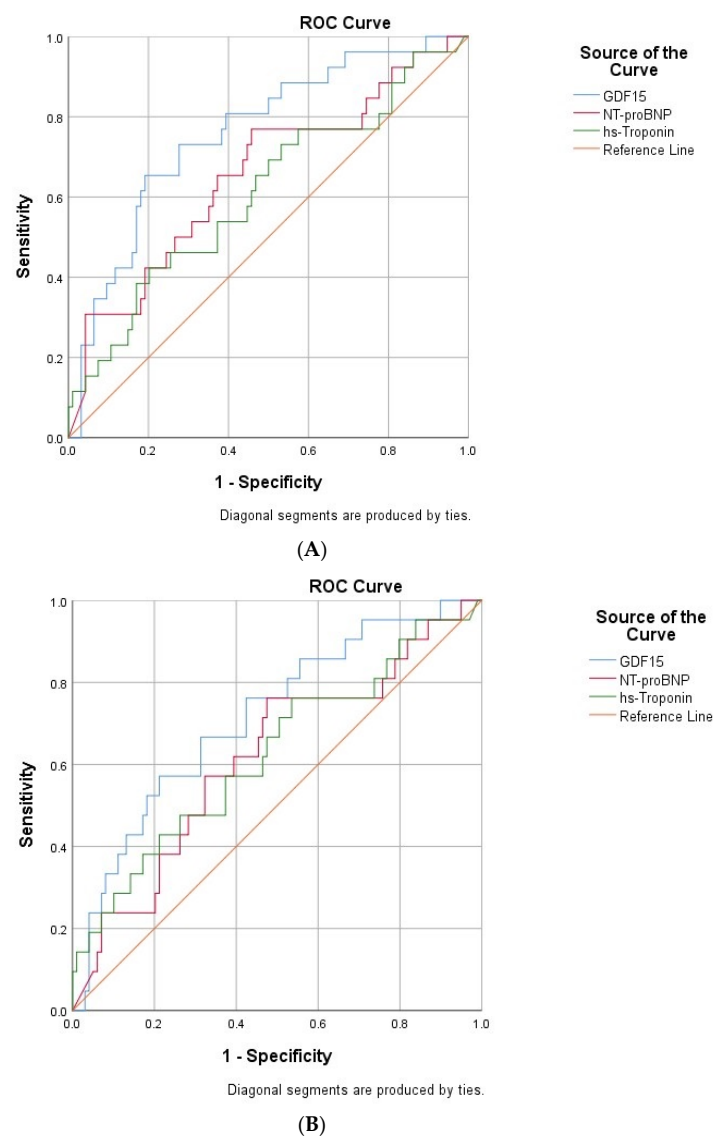 ROC Curve
Source of the
Curve
GDF15
NT-proBNP
hs-Troponin
Reference Line
Sensitivity
1.0
0.8
0.6
0.4
0.2
0.0
0.0 0.2 0.4 0.6 0.8 1.0
1 - Specificity
Diagonal segments are produced by ties.
(A)
ROC Curve
Source of the
Curve
GDF15
NT-proBNP
hs-Troponin
Reference Line
Sensitivity
1.0
0.8
0.6
0.4
0.2
0.0
0.0 0.2 0.4 0.6 0.8 1.0
1 - Specificity
Diagonal segments are produced by ties.
(B)